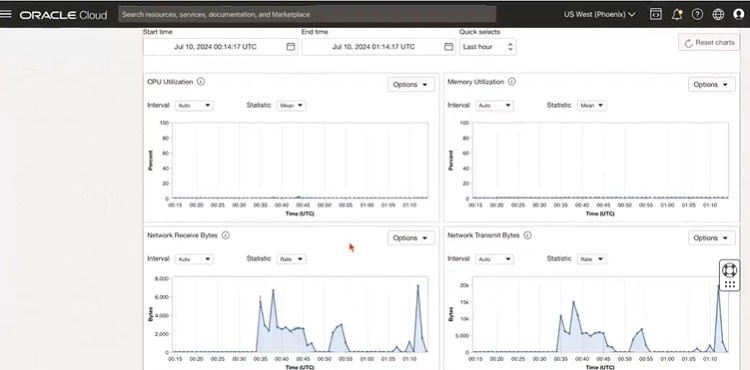 ORACLE Cloud
Search resources, services, documentation, and Marketplace
US West (Phoenix)
Start time
End time
Quick selects
Jul 10, 2024 00:14:17 UTC
Jul 10, 2024 01:14:17 UTC
Last hour
Reset charts
CPU Utilization
Options
Interval Auto Statistic Mean
100
80
60
40
20
0
Percent
00:15 00:20 00:25 00:30 00:35 00:40 00:45 00:50 00:55 01:00 01:05 01:10
Time (UTC)
Memory Utilization
Options
Interval Auto Statistic Mean
100
80
60
40
20
0
Percent
00:15 00:20 00:25 00:30 00:35 00:40 00:45 00:50 00:55 01:00 01:05 01:10
Time (UTC)
Network Receive Bytes
Options
Interval Auto Statistic Rate
8,000
6,000
4,000
2,000
0
Bytes
00:15 00:20 00:25 00:30 00:35 00:40 00:45 00:50 00:55 01:00 01:05 01:10
Time (UTC)
Network Transmit Bytes
Options
Interval Auto Statistic Rate
20k
15k
10k
5,000
0
Bytes
00:15 00:20 00:25 00:30 00:35 00:40 00:45 00:50 00:55 01:00 01:05 01:10
Time (UTC)